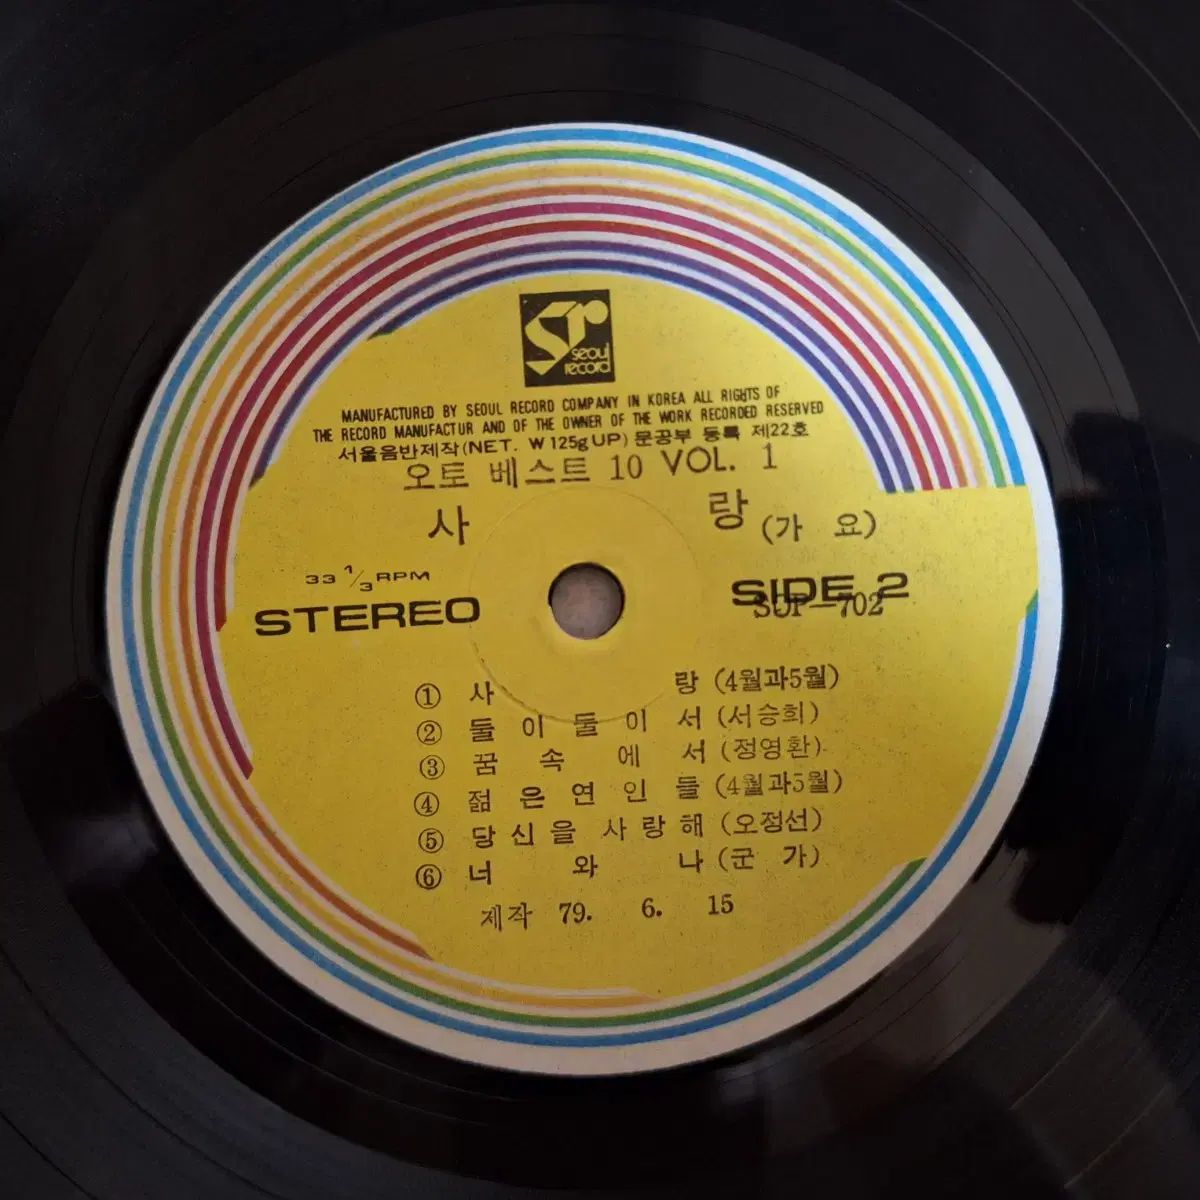 Sr
seoul
record
MANUFACTURED BY SEOUL RECORD COMPANY IN KOREA ALL RIGHTS OF
THE RECORD MANUFACTUR AND OF THE OWNER OF THE WORK RECORDED RESERVED
서울음반제작(NET. W125g UP) 문공부 등록 제22호
오토 베스트 10 VOL. 1
사 랑 (가 요)
33 1/3 RPM
STEREO
SIDE 2
-702
① 사 랑 (4월과5월)
② 둘이 둘이서 (서승희)
③ 꿈 속 에 서 (정영환)
④ 젊은연인들 (4월과5월)
⑤ 당신을 사랑해 (오정선)
⑥ 너 와 나 (군 가)
제작 79. 6. 15